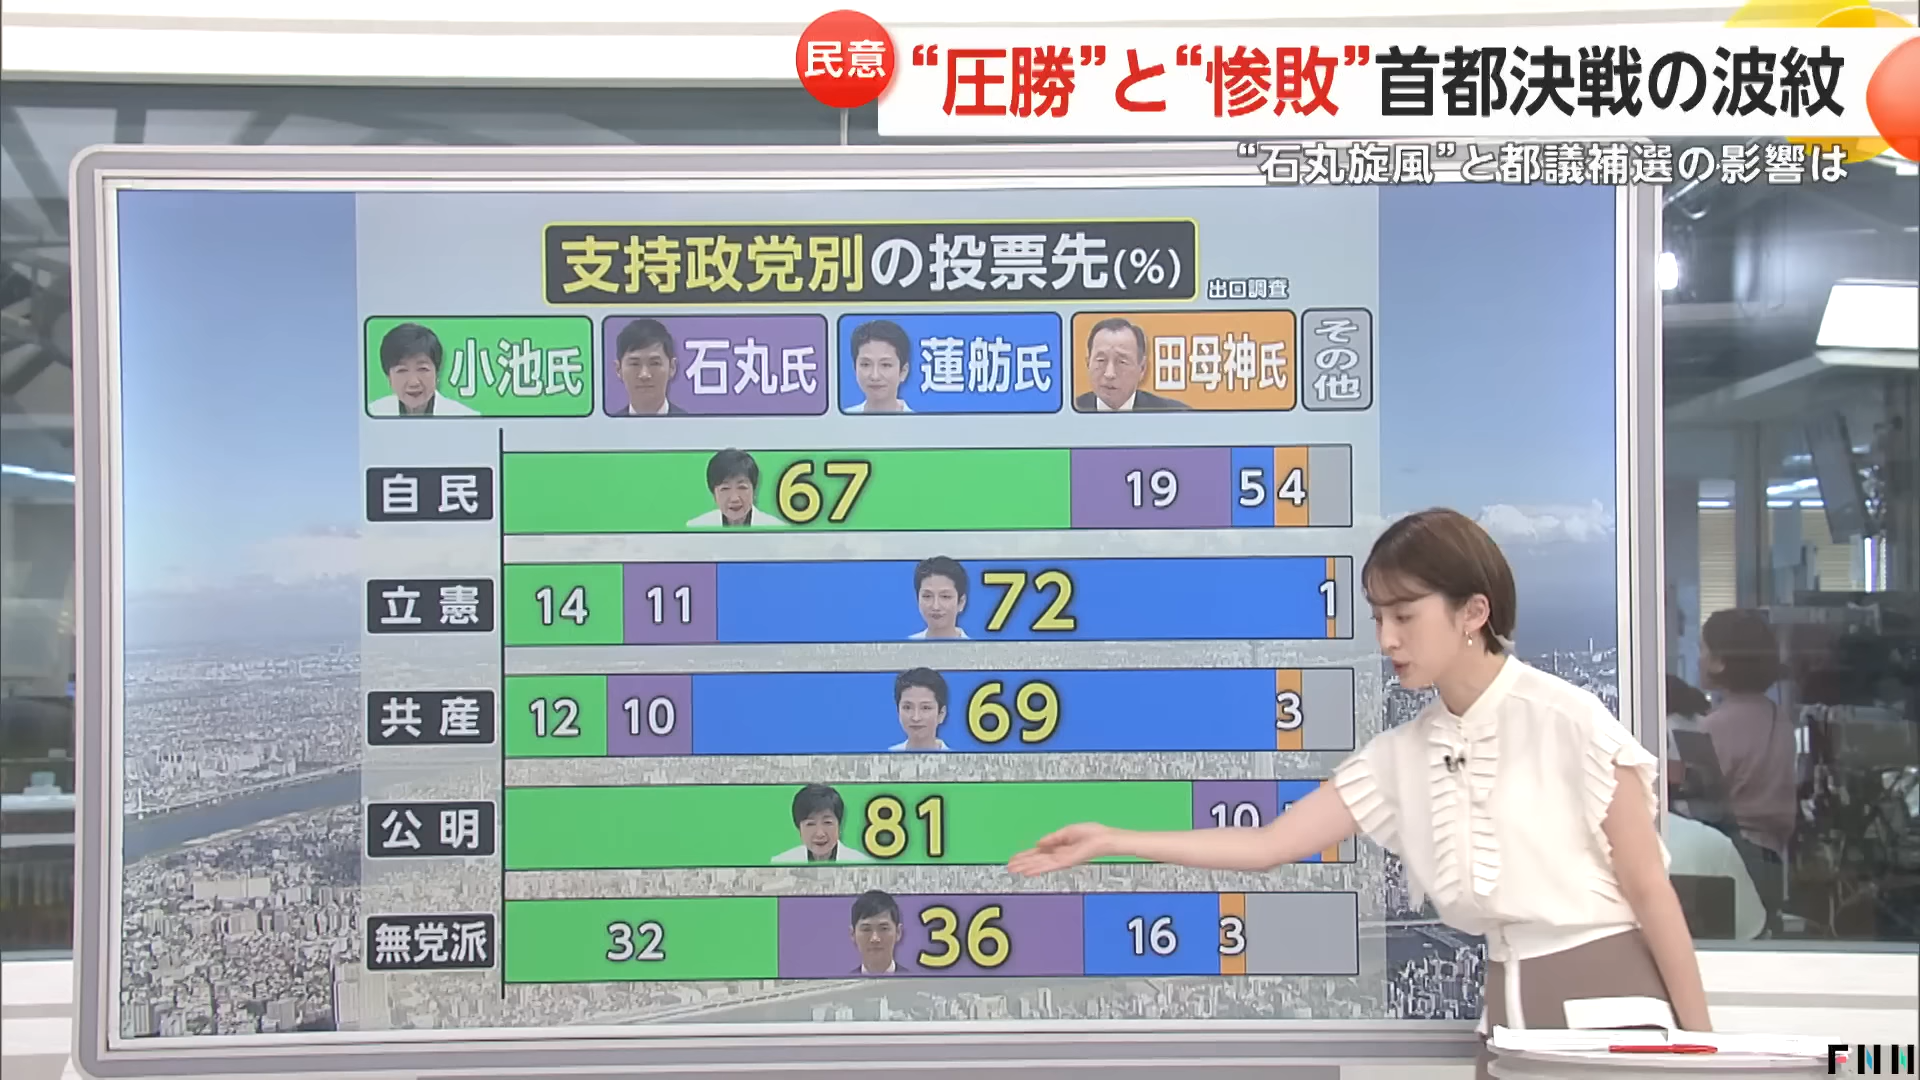 民意
“圧勝”と“惨敗”首都決戦の波紋
“石丸旋風”と都議補選の影響は
支持政党別の投票先(%)
出口調査
小池氏
石丸氏
蓮舫氏
田母神氏
その他
自民
67
19
5
4
立憲
14
11
72
1
共産
12
10
69
3
公明
81
10
無党派
32
36
16
3
FNN